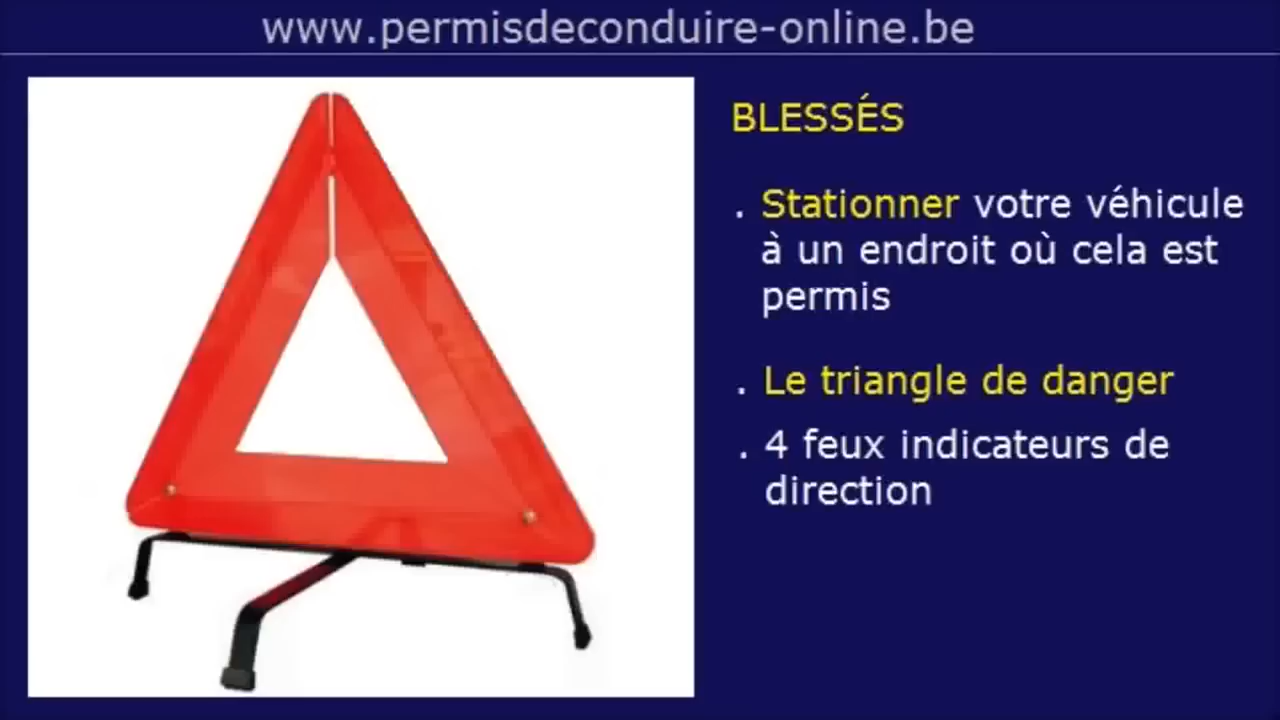 www.permisdeconduire-online.be
BLESSÉS
. Stationner votre véhicule
à un endroit où cela est
permis
. Le triangle de danger
. 4 feux indicateurs de
direction